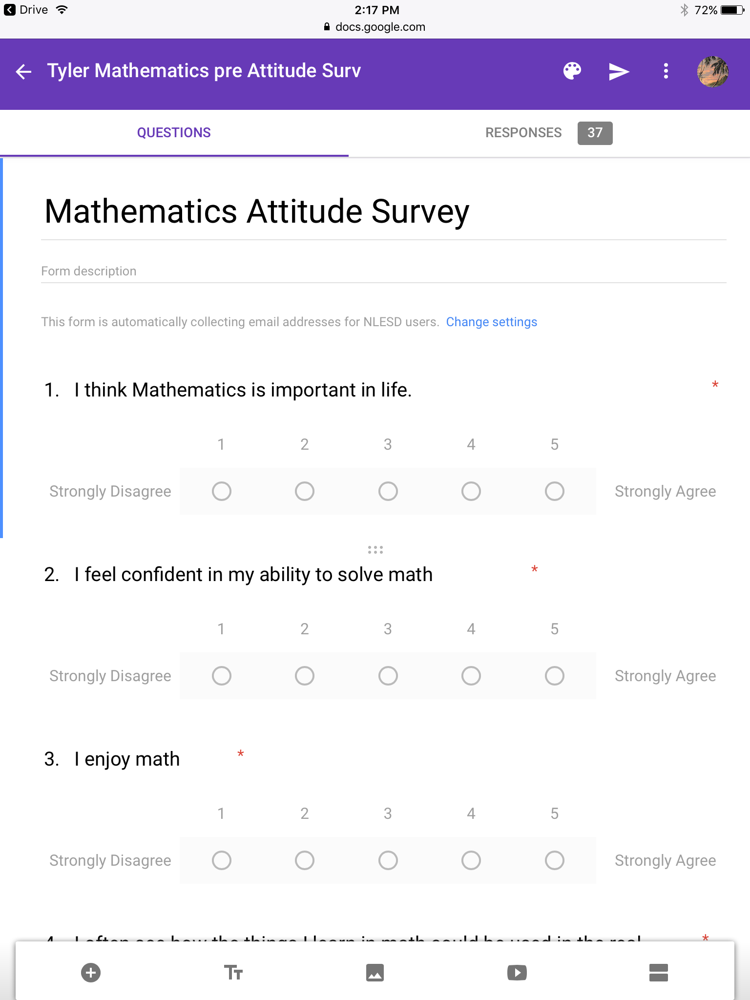 Drive 2:17 PM 72%
docs.google.com
Tyler Mathematics pre Attitude Surv
QUESTIONS RESPONSES 37
Mathematics Attitude Survey
Form description
This form is automatically collecting email addresses for NLESD users. Change settings
1. I think Mathematics is important in life. *
1 2 3 4 5
Strongly Disagree Strongly Agree
2. I feel confident in my ability to solve math *
1 2 3 4 5
Strongly Disagree Strongly Agree
3. I enjoy math *
1 2 3 4 5
Strongly Disagree Strongly Agree
4. I often see how the things I learn in math could be used in the real *